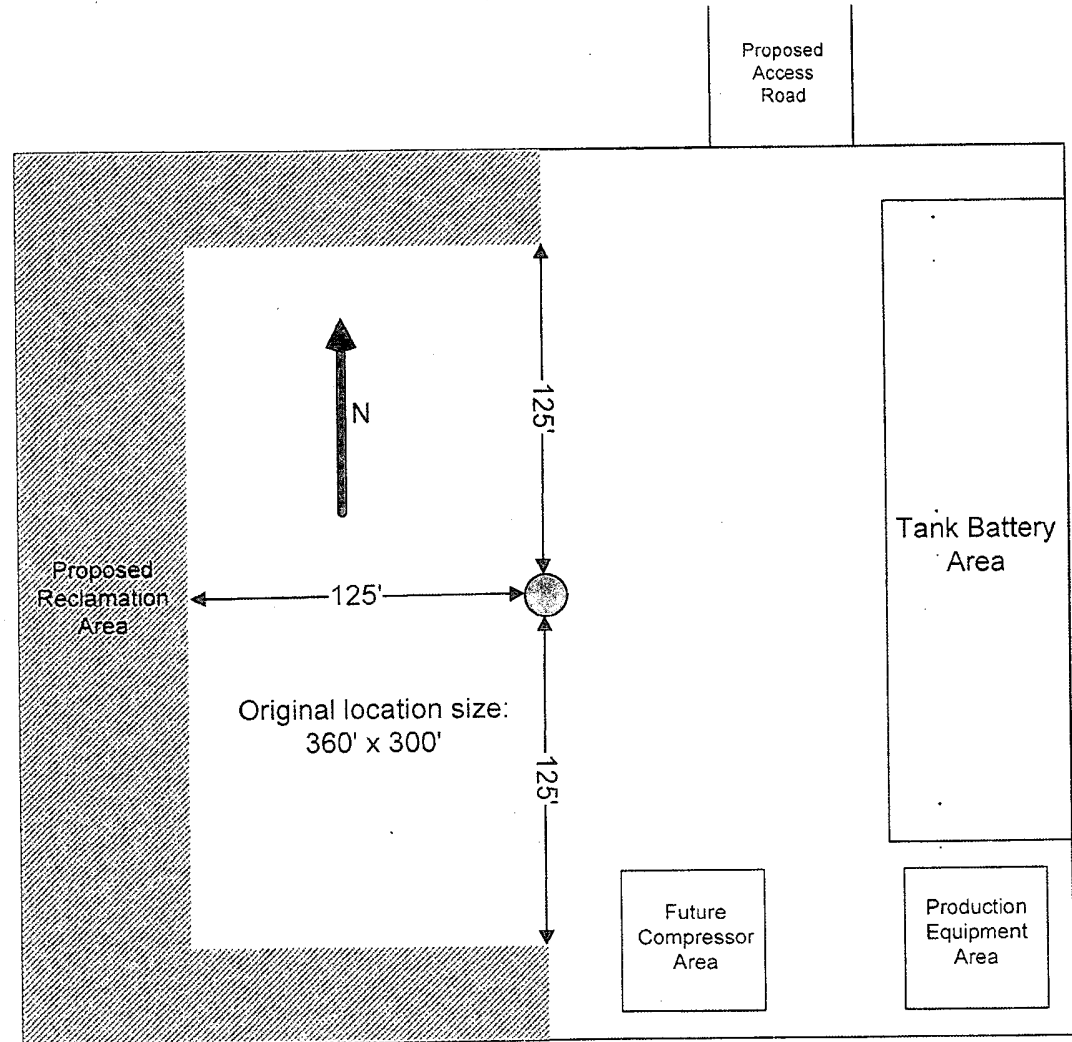 Proposed
Access
Road
N
125'
Tank Battery
Area
Proposed
Reclamation
Area
125'
Original location size:
360' x 300'
125'
Future
Compressor
Area
Production
Equipment
Area